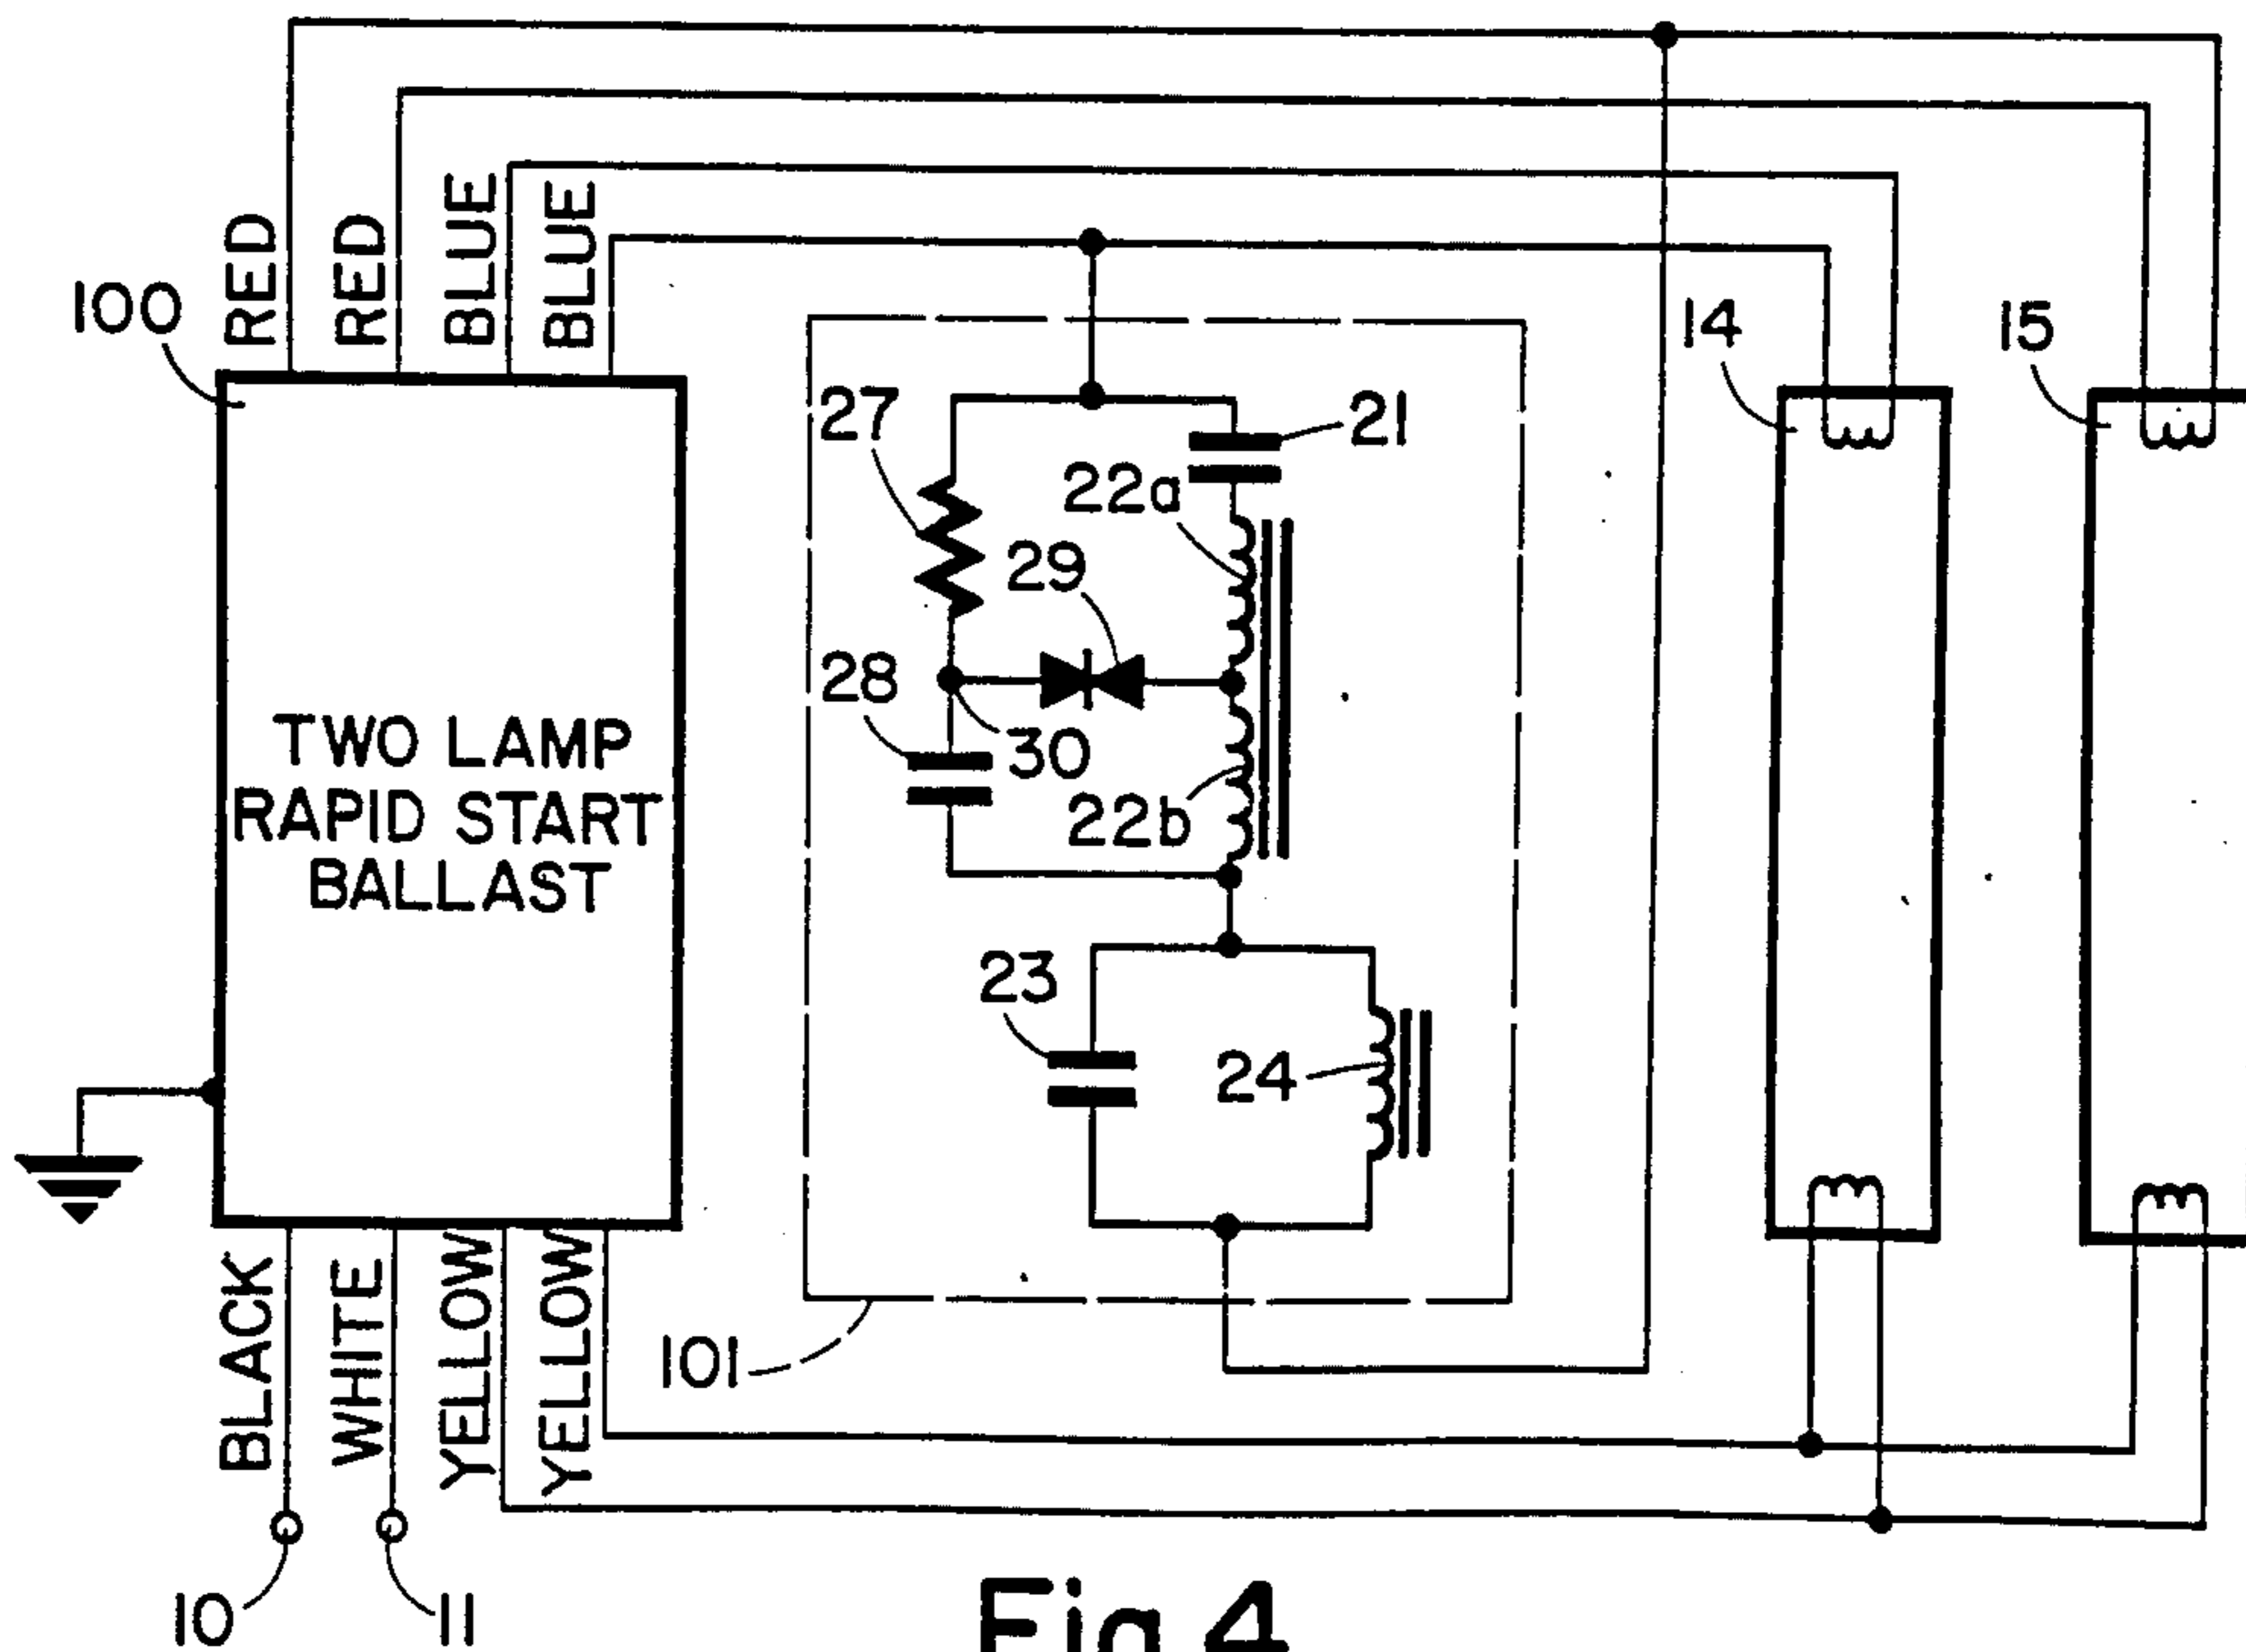 RED
RED
BLUE
BLUE
100
14
15
27
21
22a
29
28
30
22b
TWO LAMP
RAPID START
BALLAST
23
24
BLACK
WHITE
YELLOW
YELLOW
101
10
11
Fig 4